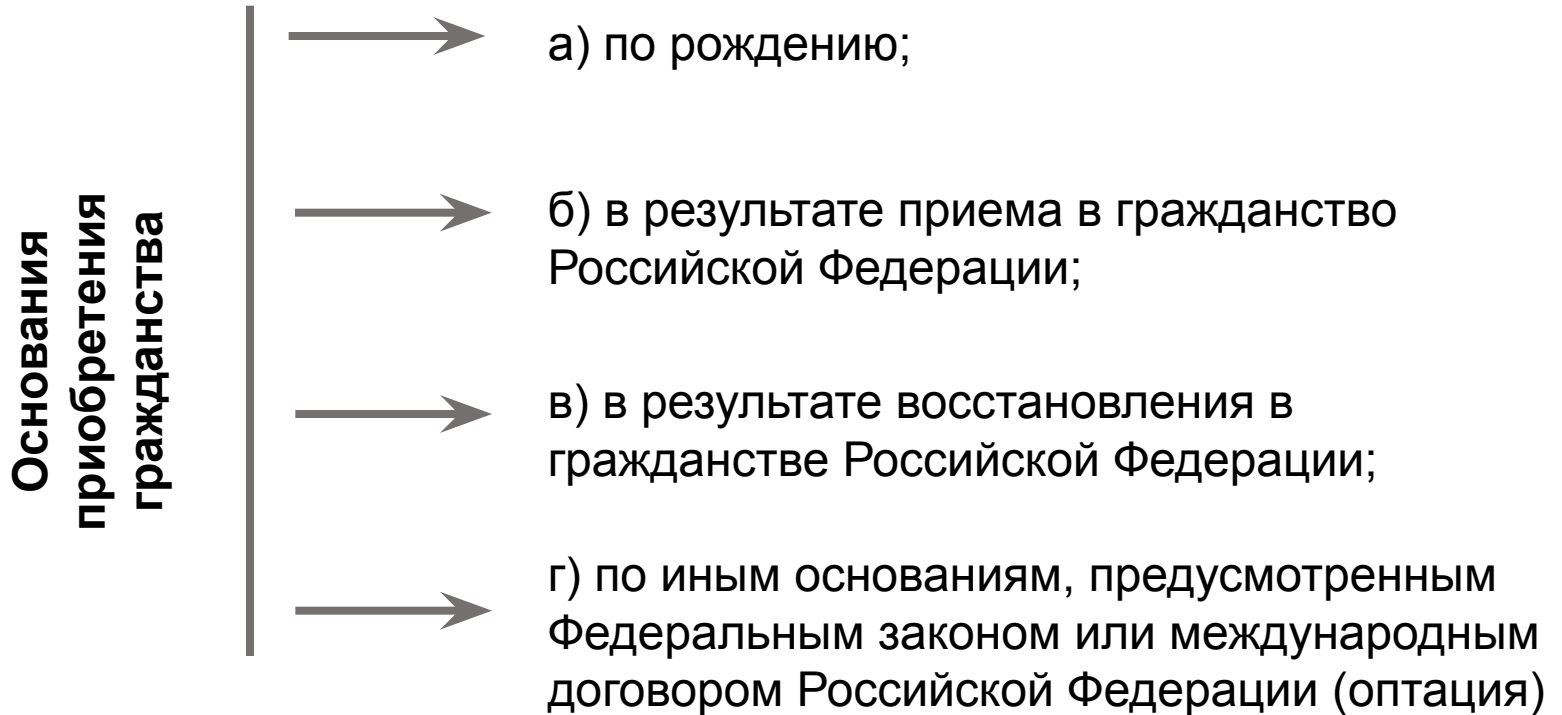 Основания
приобретения
гражданства
а) по рождению;
б) в результате приема в гражданство
Российской Федерации;
в) в результате восстановления в
гражданстве Российской Федерации;
г) по иным основаниям, предусмотренным
Федеральным законом или международным
договором Российской Федерации (оптация)